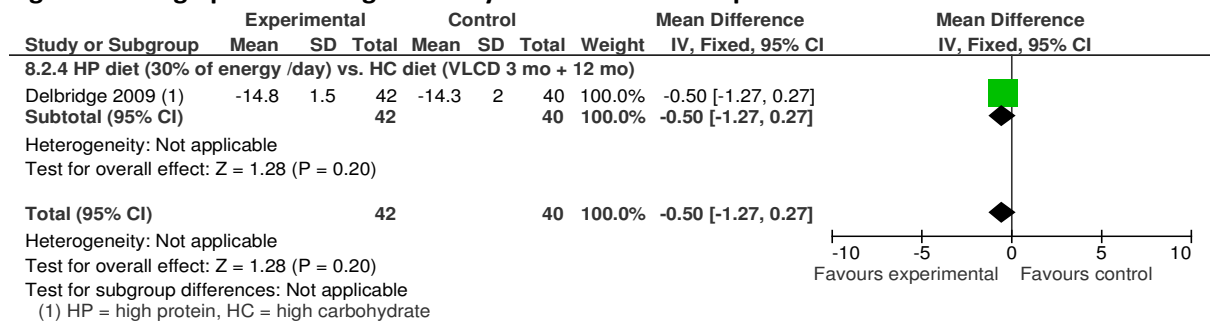 Experimental Control Mean Difference Mean Difference
Study or Subgroup Mean SD Total Mean SD Total Weight IV, Fixed, 95% CI IV, Fixed, 95% CI
8.2.4 HP diet (30% of energy /day) vs. HC diet (VLCD 3 mo + 12 mo)
Delbridge 2009 (1) -14.8 1.5 42 -14.3 2 40 100.0% -0.50 [-1.27, 0.27]
Subtotal (95% CI) 42 40 100.0% -0.50 [-1.27, 0.27]
Heterogeneity: Not applicable
Test for overall effect: Z = 1.28 (P = 0.20)
Total (95% CI) 42 40 100.0% -0.50 [-1.27, 0.27]
Heterogeneity: Not applicable
Test for overall effect: Z = 1.28 (P = 0.20)
Test for subgroup differences: Not applicable
(1) HP = high protein, HC = high carbohydrate
-10 -5 0 5 10
Favours experimental Favours control